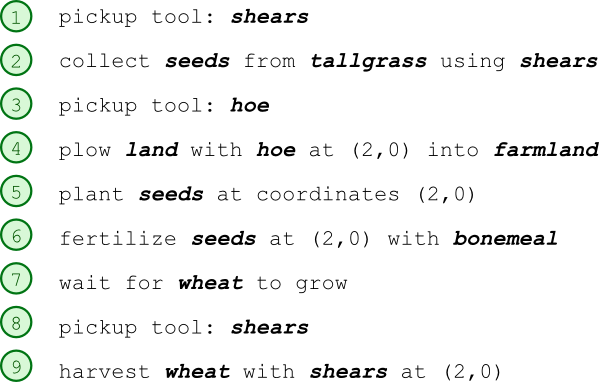 1 pickup tool: shears
2 collect seeds from tallgrass using shears
3 pickup tool: hoe
4 plow land with hoe at (2,0) into farmland
5 plant seeds at coordinates (2,0)
6 fertilize seeds at (2,0) with bonemeal
7 wait for wheat to grow
8 pickup tool: shears
9 harvest wheat with shears at (2,0)